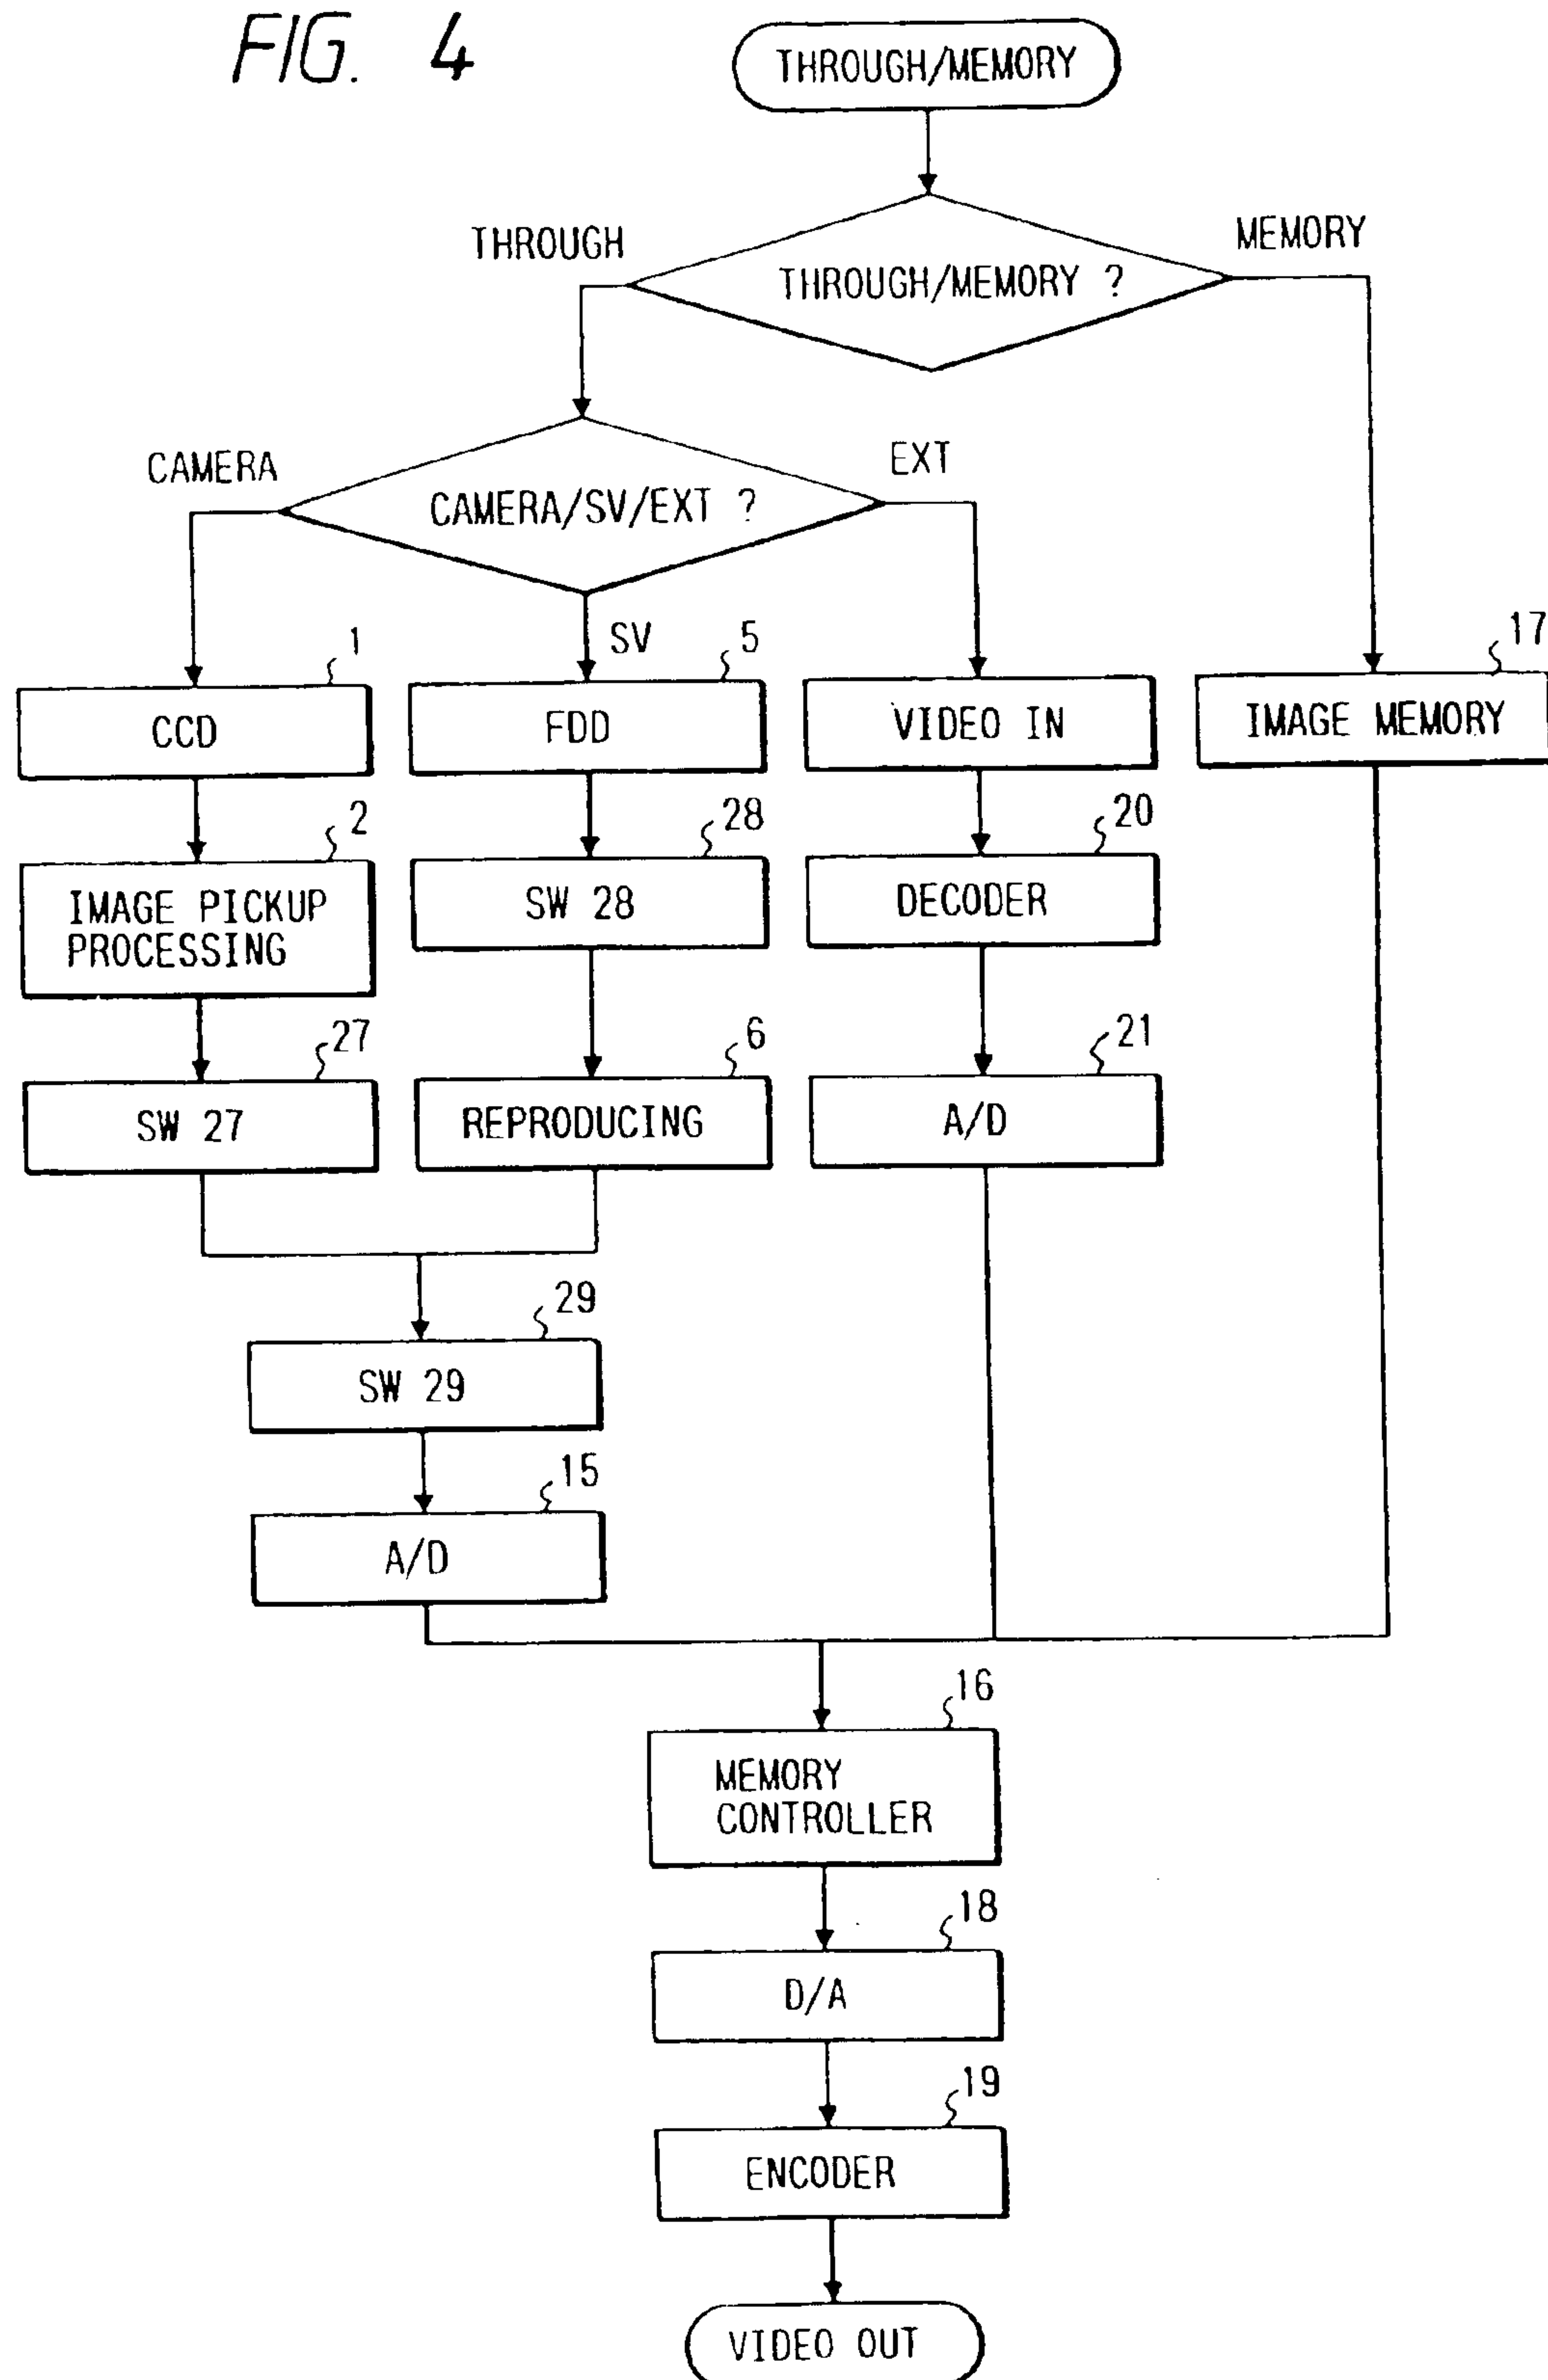 FIG. 4
THROUGH/MEMORY
THROUGH
MEMORY
THROUGH/MEMORY ?
CAMERA
EXT
CAMERA/SV/EXT ?
SV
1
5
17
CCD
FDD
VIDEO IN
IMAGE MEMORY
2
28
20
IMAGE PICKUP
PROCESSING
SW 28
DECODER
27
6
21
SW 27
REPRODUCING
A/D
29
SW 29
15
A/D
16
MEMORY
CONTROLLER
18
D/A
19
ENCODER
VIDEO OUT